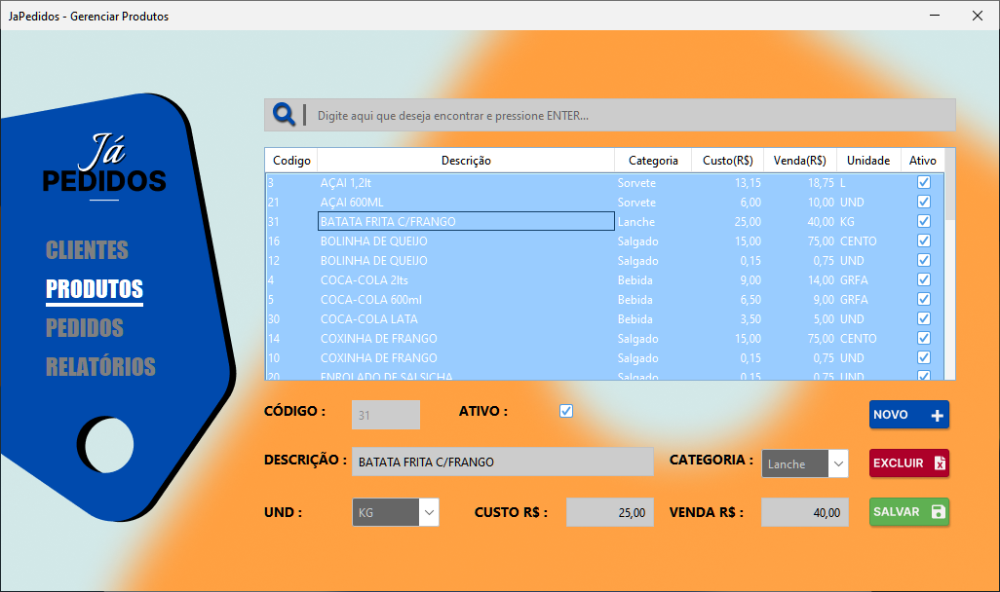 JaPedidos - Gerenciar Produtos
Já
PEDIDOS
CLIENTES
PRODUTOS
PEDIDOS
RELATÓRIOS
Digite aqui que deseja encontrar e pressione ENTER...
Codigo Descrição Categoria Custo(R$) Venda(R$) Unidade Ativo
3 AÇAI 1,2lt Sorvete 13,15 18,75 L
21 AÇAI 600ML Sorvete 6,00 10,00 UND
31 BATATA FRITA C/FRANGO Lanche 25,00 40,00 KG
16 BOLINHA DE QUEIJO Salgado 15,00 75,00 CENTO
12 BOLINHA DE QUEIJO Salgado 0,15 0,75 UND
4 COCA-COLA 2lts Bebida 9,00 14,00 GRFA
5 COCA-COLA 600ml Bebida 6,50 9,00 GRFA
30 COCA-COLA LATA Bebida 3,50 5,00 UND
14 COXINHA DE FRANGO Salgado 15,00 75,00 CENTO
10 COXINHA DE FRANGO Salgado 0,15 0,75 UND
20 ENROLADO DE SALSICHA Salgado 0,15 0,75 UND
CÓDIGO : 31 ATIVO : NOVO
DESCRIÇÃO : BATATA FRITA C/FRANGO CATEGORIA : Lanche EXCLUIR
UND : KG CUSTO R$ : 25,00 VENDA R$ : 40,00 SALVAR